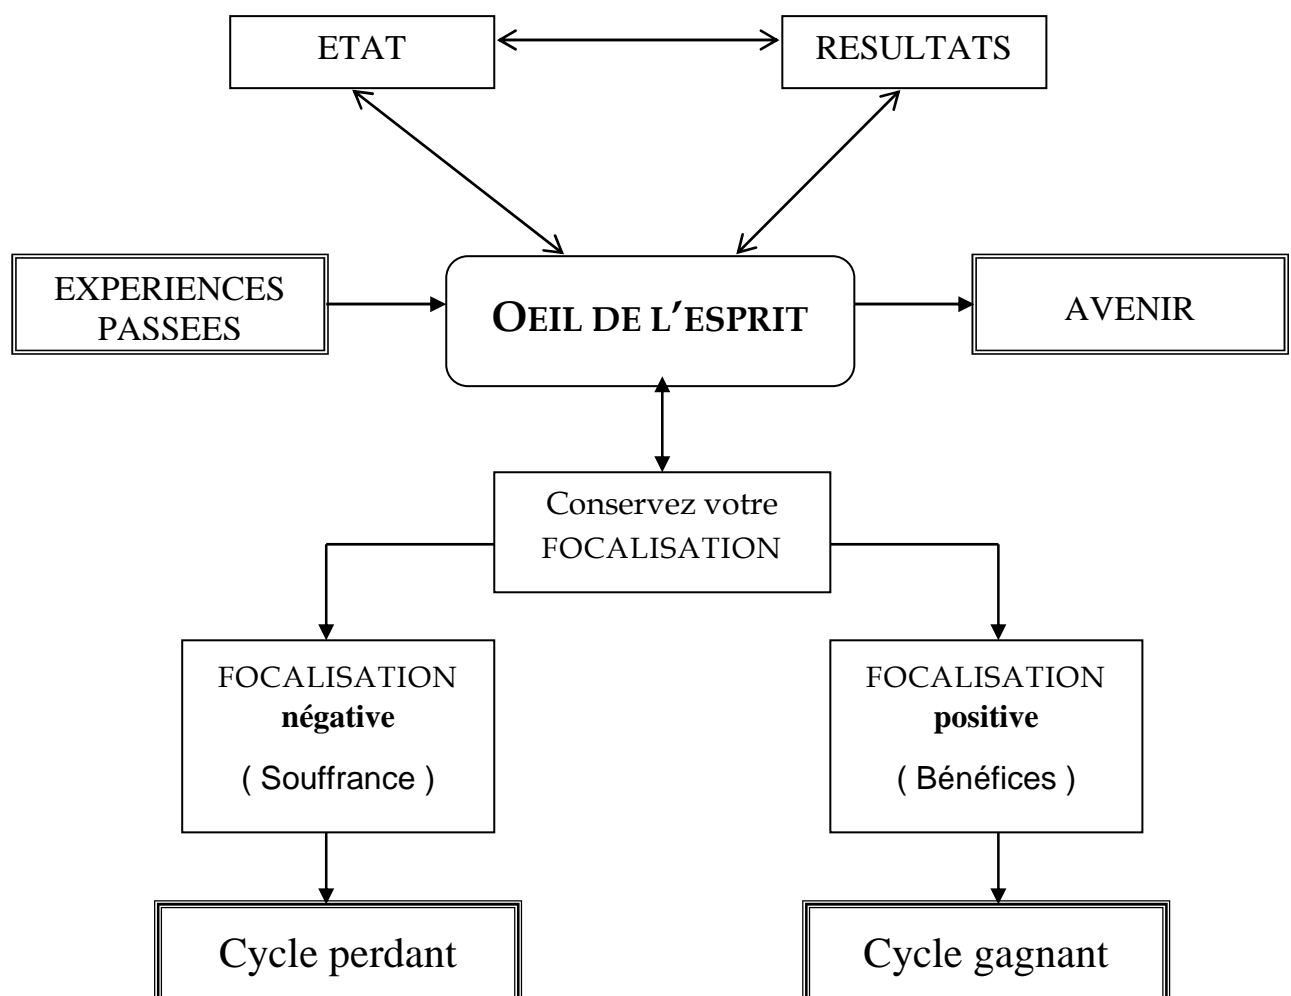 ETAT
RESULTATS
EXPERIENCES
PASSEES
OEIL DE L’ESPRIT
AVENIR
Conservez votre
FOCALISATION
FOCALISATION
négative
( Souffrance )
FOCALISATION
positive
( Bénéfices )
Cycle perdant
Cycle gagnant